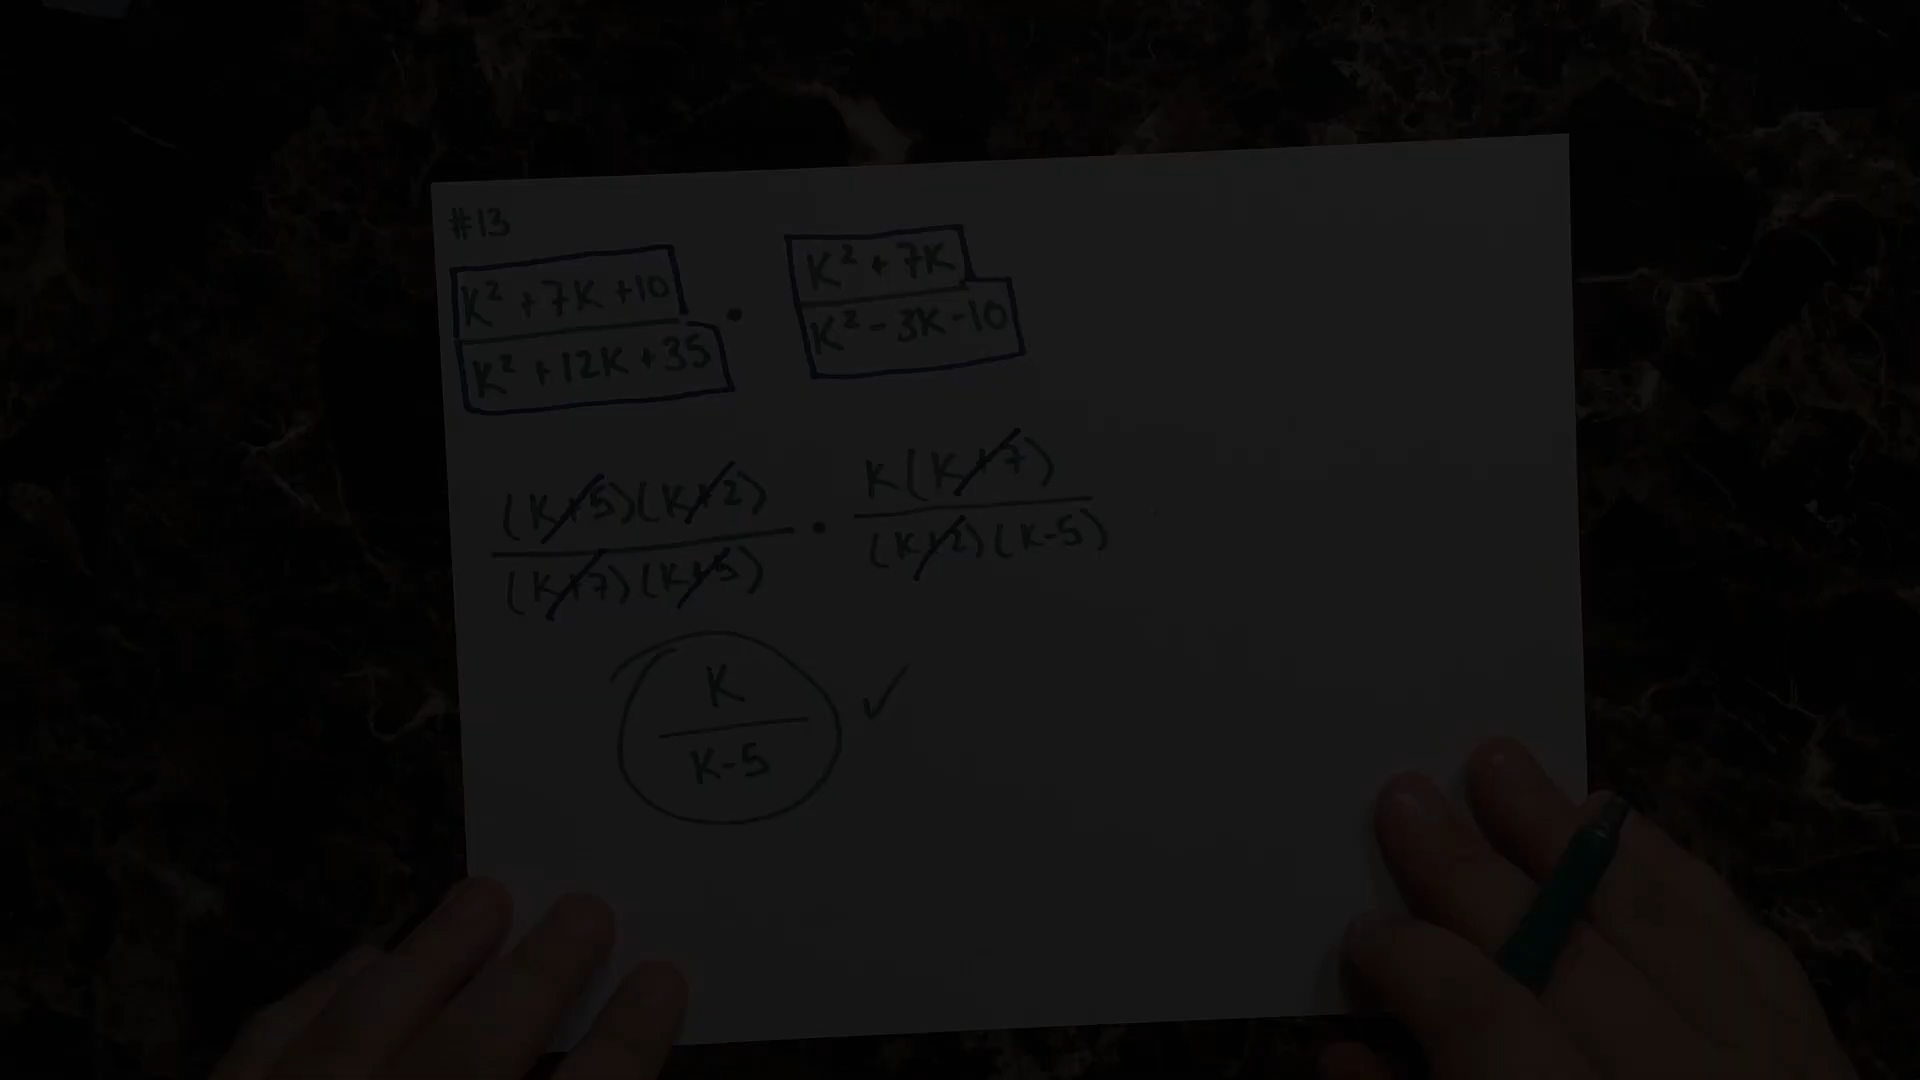 #13
K² + 7K + 10 K² + 7K
K² + 12K + 35 • K² - 3K - 10
(K+5)(K+2) K(K+7)
(K+7)(K+5) • (K+2)(K-5)
K
K-5 ✓